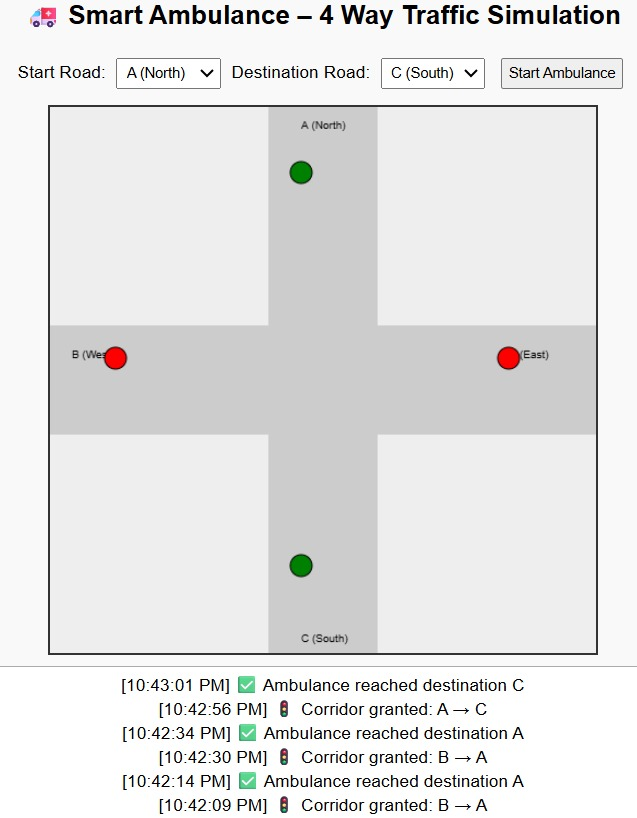 🚑 Smart Ambulance – 4 Way Traffic Simulation
Start Road: A (North) Destination Road: C (South) Start Ambulance
A (North)
B (Wes
(East)
C (South)
[10:43:01 PM] ✅ Ambulance reached destination C
[10:42:56 PM] 🚦 Corridor granted: A → C
[10:42:34 PM] ✅ Ambulance reached destination A
[10:42:30 PM] 🚦 Corridor granted: B → A
[10:42:14 PM] ✅ Ambulance reached destination A
[10:42:09 PM] 🚦 Corridor granted: B → A